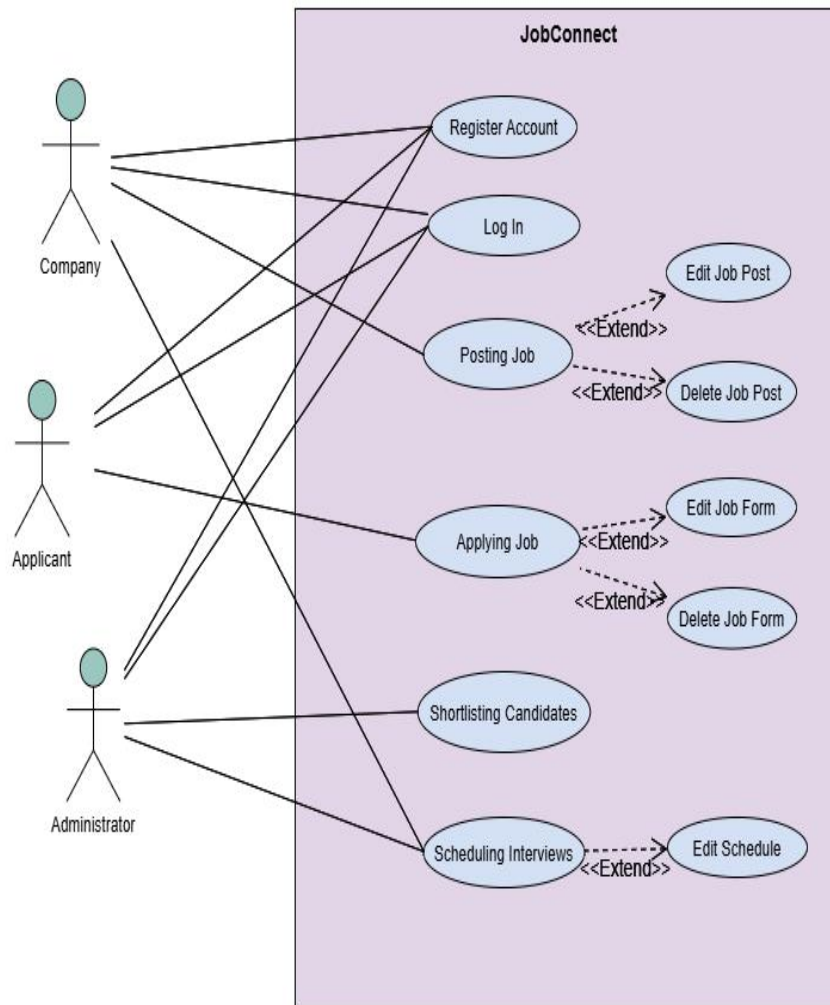 JobConnect
Register Account
Company
Log In
Edit Job Post
<<Extend>>
Posting Job
<<Extend>>
Delete Job Post
Applicant
Applying Job
Edit Job Form
<<Extend>>
<<Extend>>
Delete Job Form
Administrator
Shortlisting Candidates
Scheduling Interviews
<<Extend>>
Edit Schedule